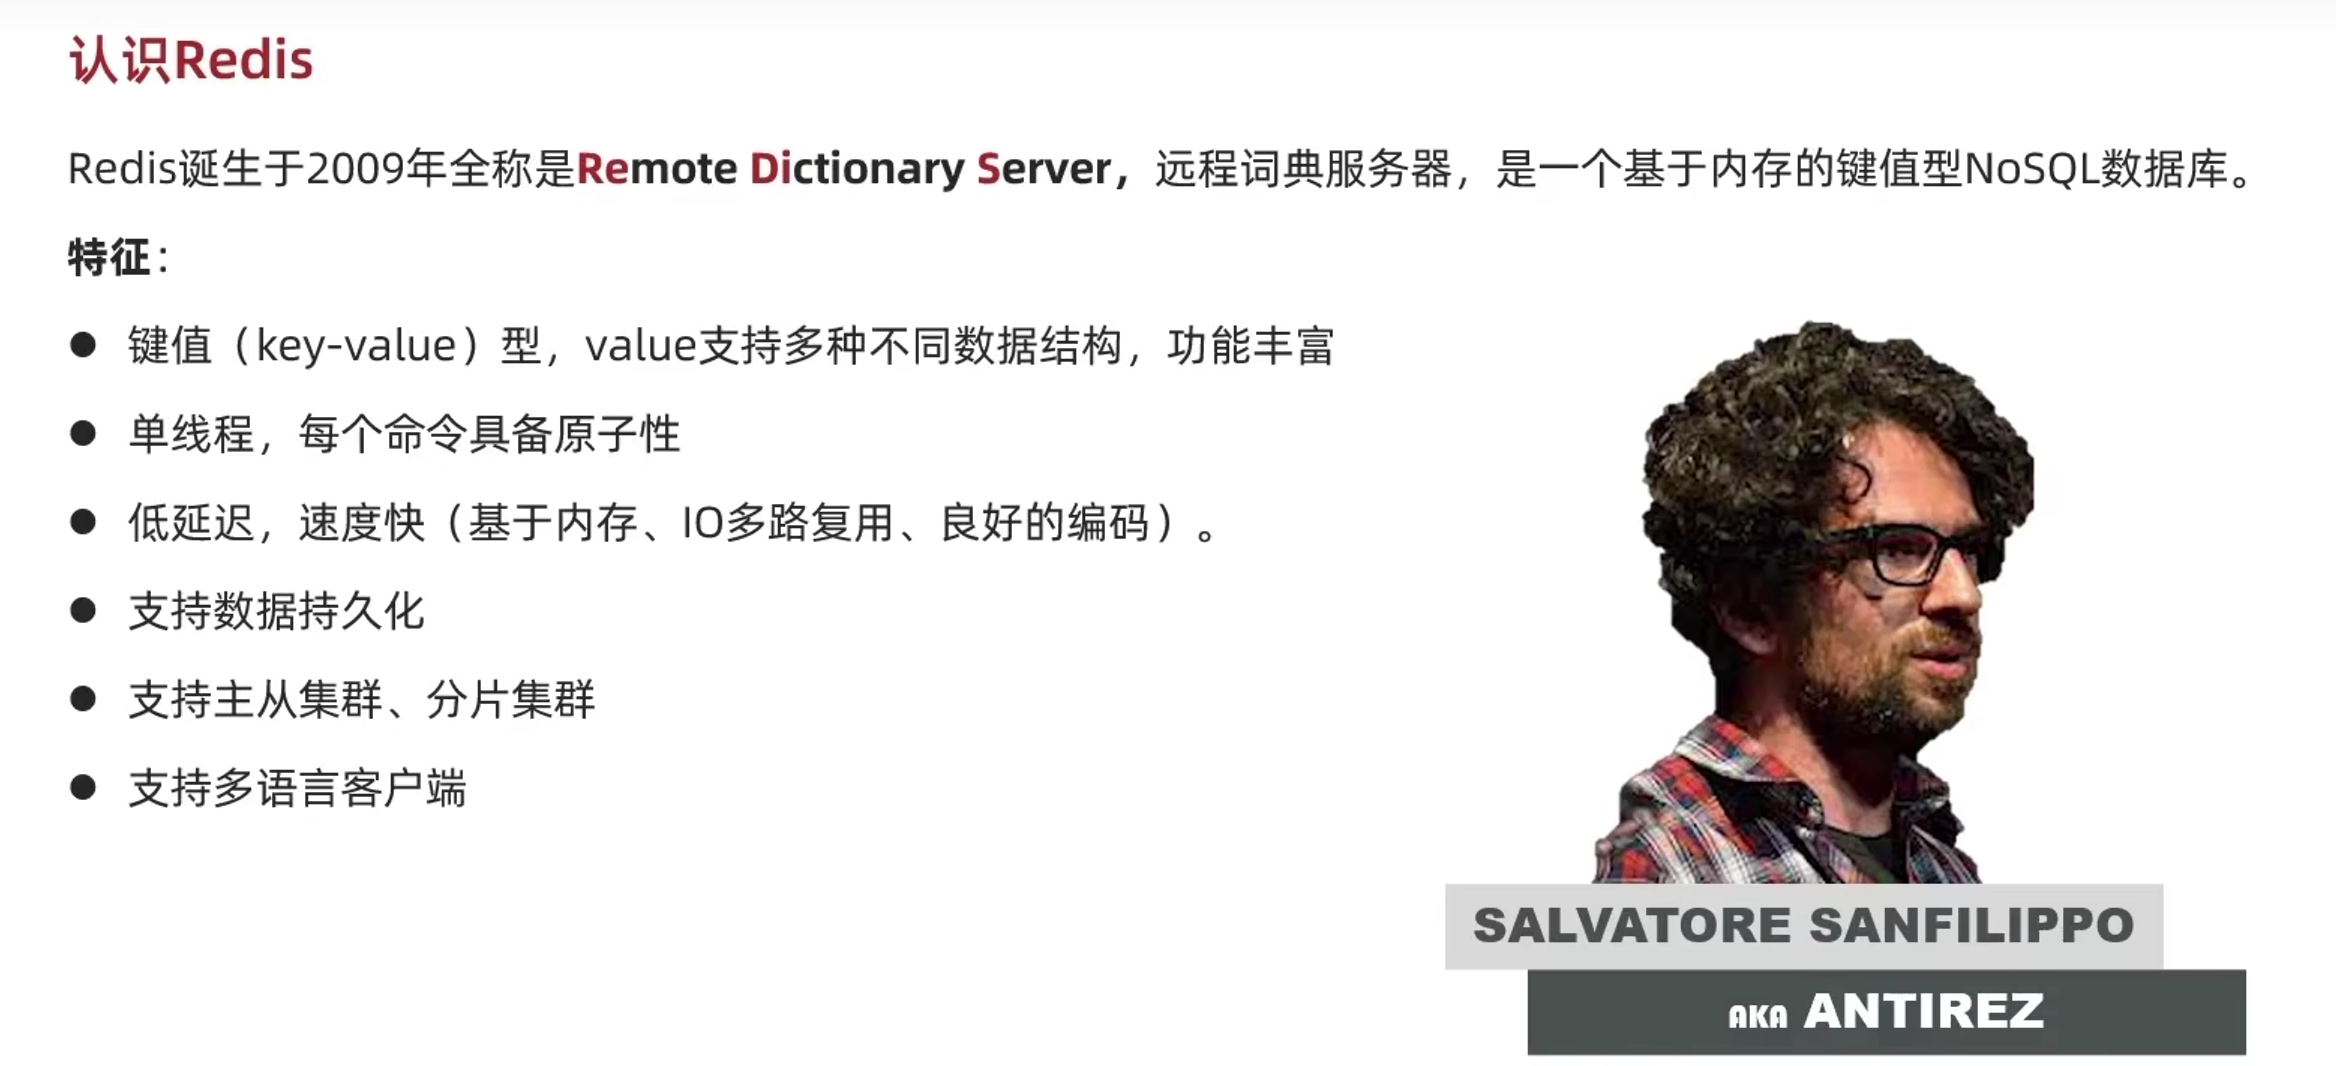 认识Redis
Redis诞生于2009年全称是Remote Dictionary Server，远程词典服务器，是一个基于内存的键值型NoSQL数据库。
特征：
● 键值（key-value）型，value支持多种不同数据结构，功能丰富
● 单线程，每个命令具备原子性
● 低延迟，速度快（基于内存、IO多路复用、良好的编码）。
● 支持数据持久化
● 支持主从集群、分片集群
● 支持多语言客户端
SALVATORE SANFILIPPO
AKA ANTIREZ